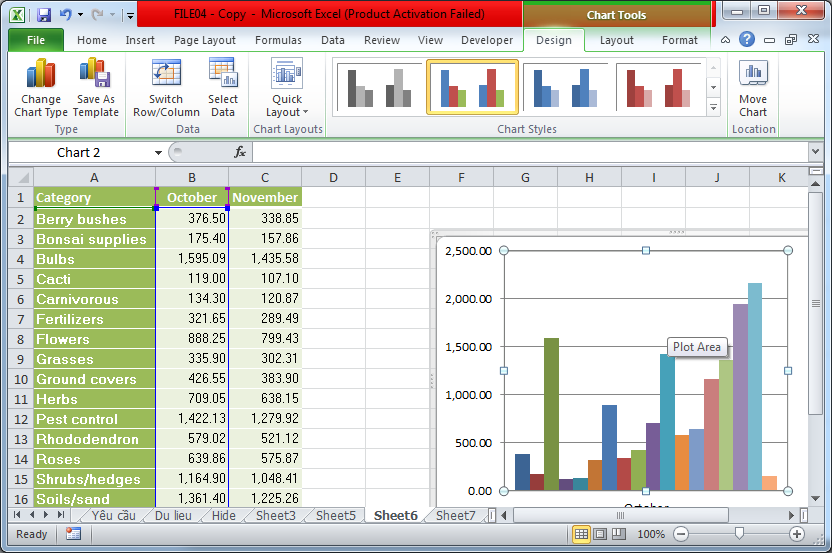 FILE04 - Copy - Microsoft Excel (Product Activation Failed)
Chart Tools
File Home Insert Page Layout Formulas Data Review View Developer Design Layout Format
Change Chart Type
Save As Template
Switch Row/Column
Select Data
Quick Layout
Move Chart
Type Data Chart Layouts Chart Styles Location
Chart 2 fx
A B C D E F G H I J K
1 Category October November
2 Berry bushes 376.50 338.85
3 Bonsai supplies 175.40 157.86
4 Bulbs 1,595.09 1,435.58
5 Cacti 119.00 107.10
6 Carnivorous 134.30 120.87
7 Fertilizers 321.65 289.49
8 Flowers 888.25 799.43
9 Grasses 335.90 302.31
10 Ground covers 426.55 383.90
11 Herbs 709.05 638.15
12 Pest control 1,422.13 1,279.92
13 Rhododendron 579.02 521.12
14 Roses 639.86 575.87
15 Shrubs/hedges 1,164.90 1,048.41
16 Soils/sand 1,361.40 1,225.26
2,500.00
2,000.00
1,500.00
1,000.00
500.00
0.00
Plot Area
October
Yêu cầu Du lieu Hide Sheet3 Sheet5 Sheet6 Sheet7
Ready 100%